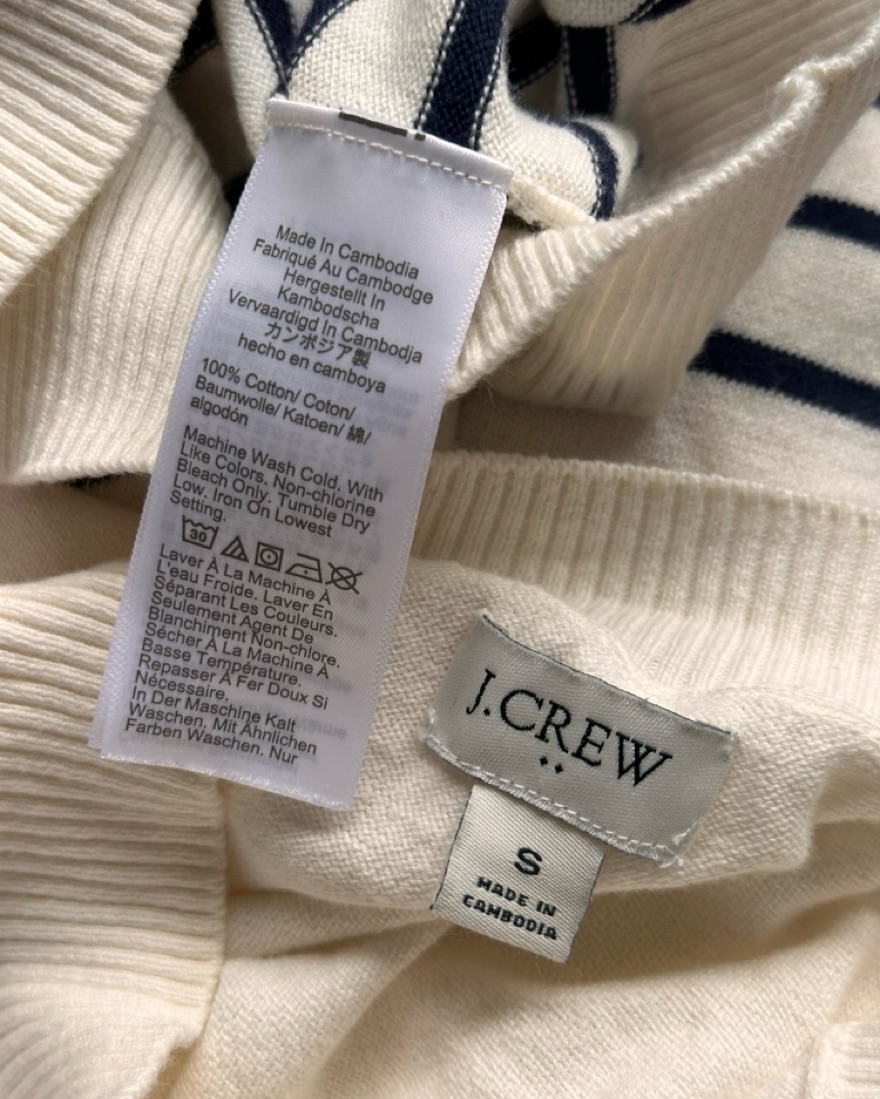 Made In Cambodia
Fabriqué Au Cambodge
Hergestellt In
Kambodscha
Vervaardigd In Cambodja
カンボジア製
hecho en camboya
100% Cotton/ Coton/
Baumwolle/ Katoen/ 綿/
algodón
Machine Wash Cold. With
Like Colors. Non-chlorine
Bleach Only. Tumble Dry
Low. Iron On Lowest
Setting.
30
Laver À La Machine À
L'eau Froide. Laver En
Séparant Les Couleurs.
Seulement Agent De
Blanchiment Non-chlore.
Sécher À La Machine À
Basse Température.
Repasser À Fer Doux Si
Nécessaire.
In Der Maschine Kalt
Waschen. Mit Ähnlichen
Farben Waschen. Nur
J.CREW
S
MADE IN
CAMBODIA